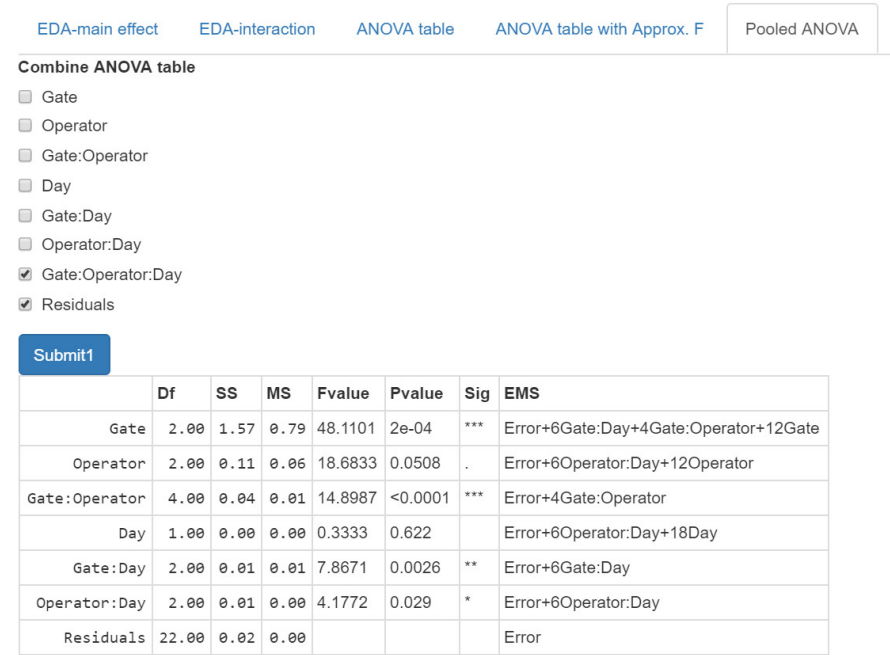 EDA-main effect EDA-interaction ANOVA table ANOVA table with Approx. F Pooled ANOVA
Combine ANOVA table
Gate
Operator
Gate:Operator
Day
Gate:Day
Operator:Day
Gate:Operator:Day
Residuals
Submit1
Df SS MS Fvalue Pvalue Sig EMS
Gate 2.00 1.57 0.79 48.1101 2e-04 *** Error+6Gate:Day+4Gate:Operator+12Gate
Operator 2.00 0.11 0.06 18.6833 0.0508 . Error+6Operator:Day+12Operator
Gate:Operator 4.00 0.04 0.01 14.8987 <0.0001 *** Error+4Gate:Operator
Day 1.00 0.00 0.00 0.3333 0.622 Error+6Operator:Day+18Day
Gate:Day 2.00 0.01 0.01 7.8671 0.0026 ** Error+6Gate:Day
Operator:Day 2.00 0.01 0.00 4.1772 0.029 * Error+6Operator:Day
Residuals 22.00 0.02 0.00 Error